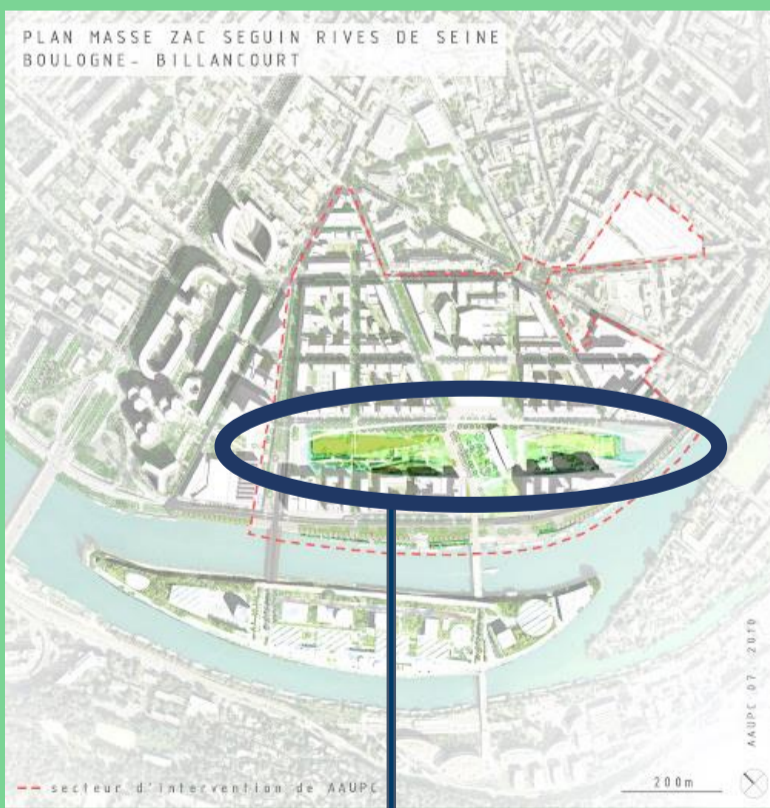 PLAN MASSE ZAC SEGUIN RIVES DE SEINE
BOULOGNE- BILLANCOURT
AAUPC 07 2010
secteur d'intervention de AAUPC
200m